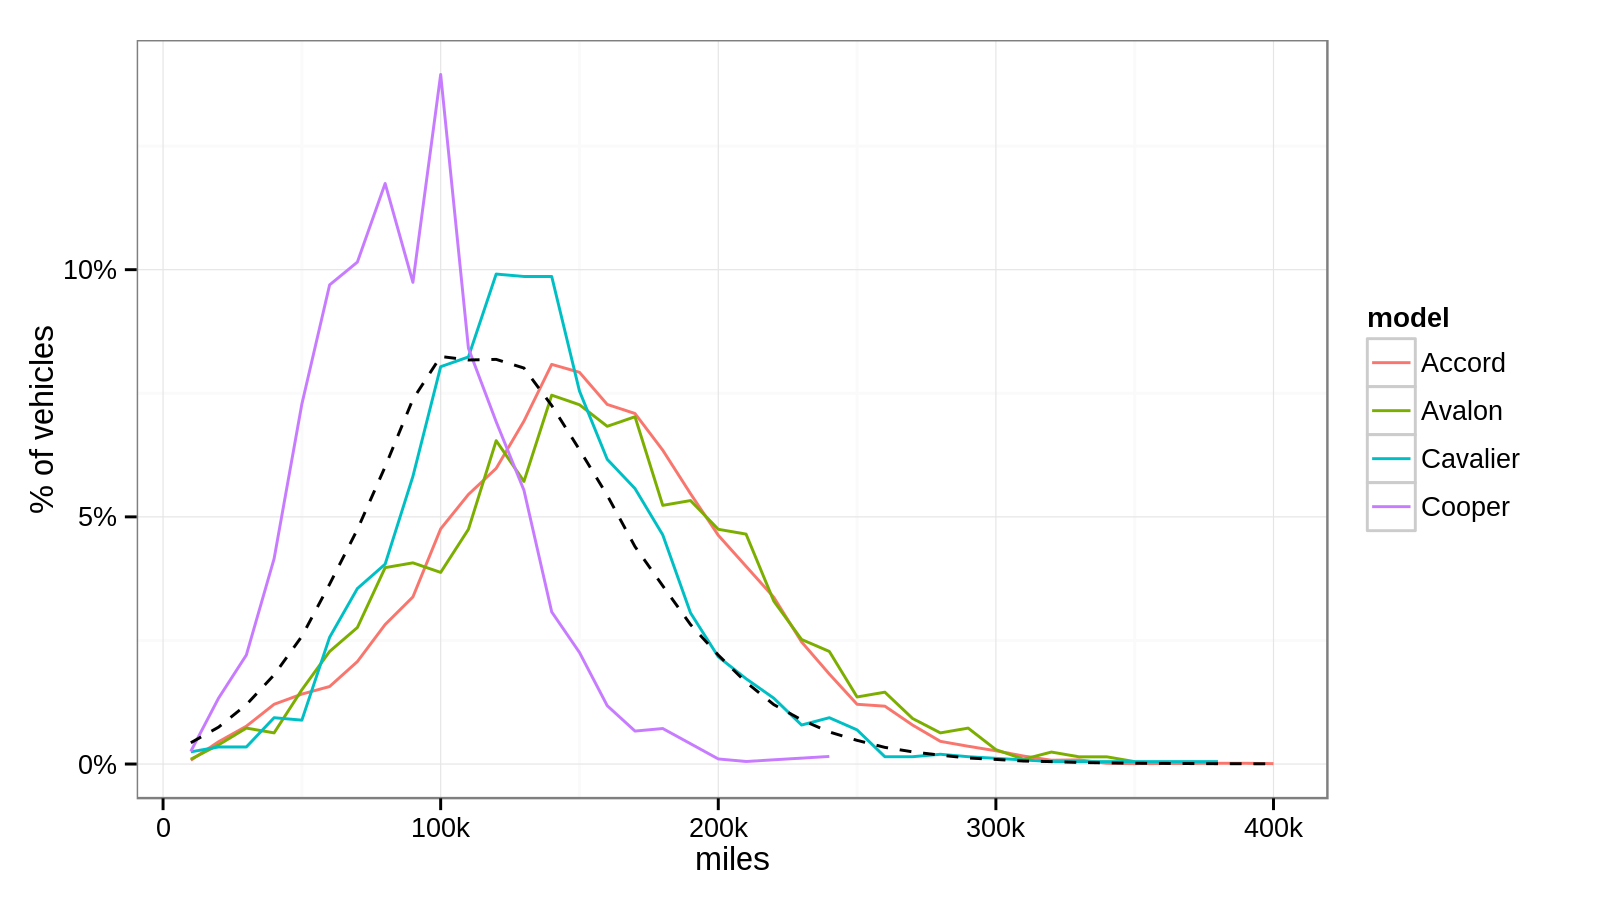 % of vehicles
10%
5%
0%
0
100k
200k
300k
400k
miles
model
Accord
Avalon
Cavalier
Cooper